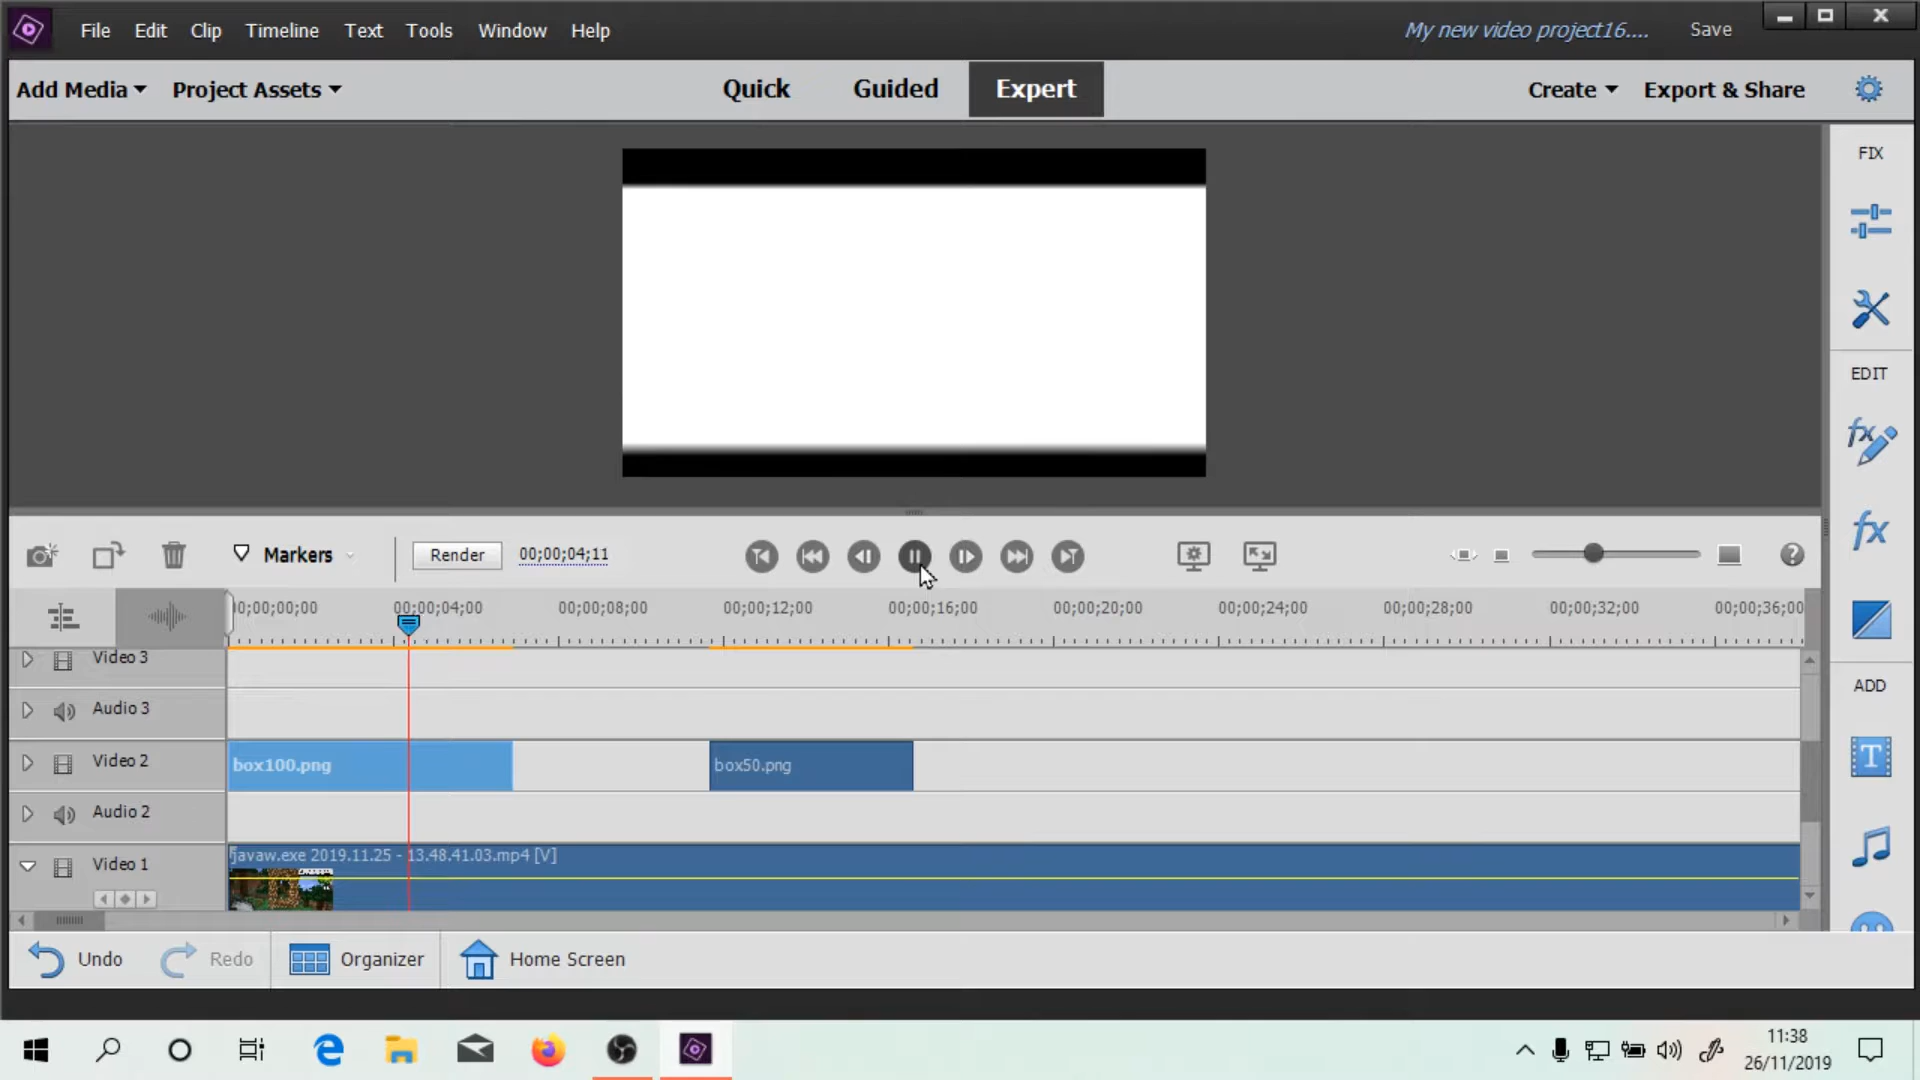 File Edit Clip Timeline Text Tools Window Help
My new video project16.... Save
Add Media Project Assets
Quick Guided Expert
Create Export & Share
FIX
EDIT
fx
fx
ADD
T
Markers Render 00;00;04;11
?
00;00;04;00 00;00;08;00 00;00;12;00 00;00;16;00 00;00;20;00 00;00;24;00 00;00;28;00 00;00;32;00 00;00;36;00
Video 3
Audio 3
Video 2 box100.png box50.png
Audio 2
Video 1 javaw.exe 2019.11.25 - 13.48.41.03.mp4 [V]
Undo Redo Organizer Home Screen
11:38
26/11/2019